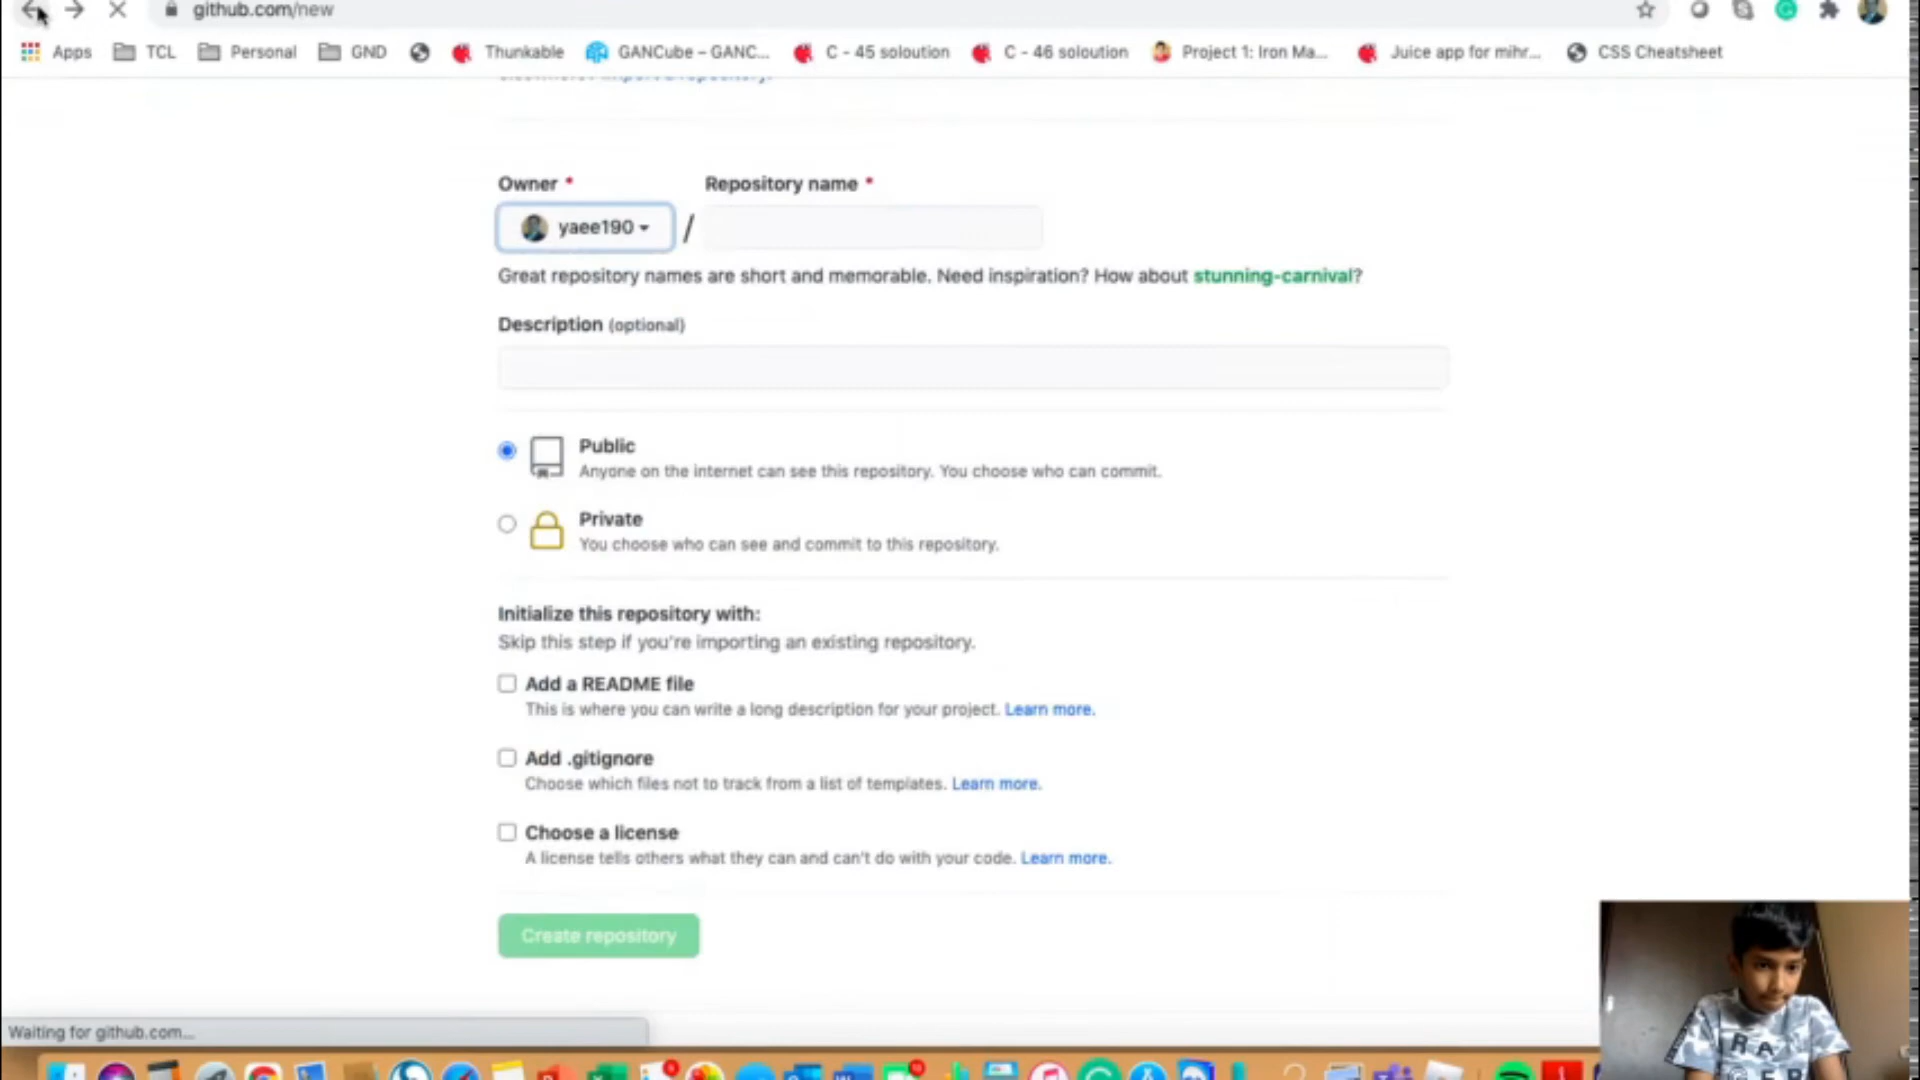 github.com/new
Apps TCL Personal GND Thunkable GANCube – GANC... C - 45 soloution C - 46 soloution Project 1: Iron Ma... Juice app for mihr... CSS Cheatsheet
import a repository.
Owner * Repository name *
yaee190 /
Great repository names are short and memorable. Need inspiration? How about stunning-carnival?
Description (optional)
Public
Anyone on the internet can see this repository. You choose who can commit.
Private
You choose who can see and commit to this repository.
Initialize this repository with:
Skip this step if you're importing an existing repository.
Add a README file
This is where you can write a long description for your project. Learn more.
Add .gitignore
Choose which files not to track from a list of templates. Learn more.
Choose a license
A license tells others what they can and can't do with your code. Learn more.
Create repository
Waiting for github.com...